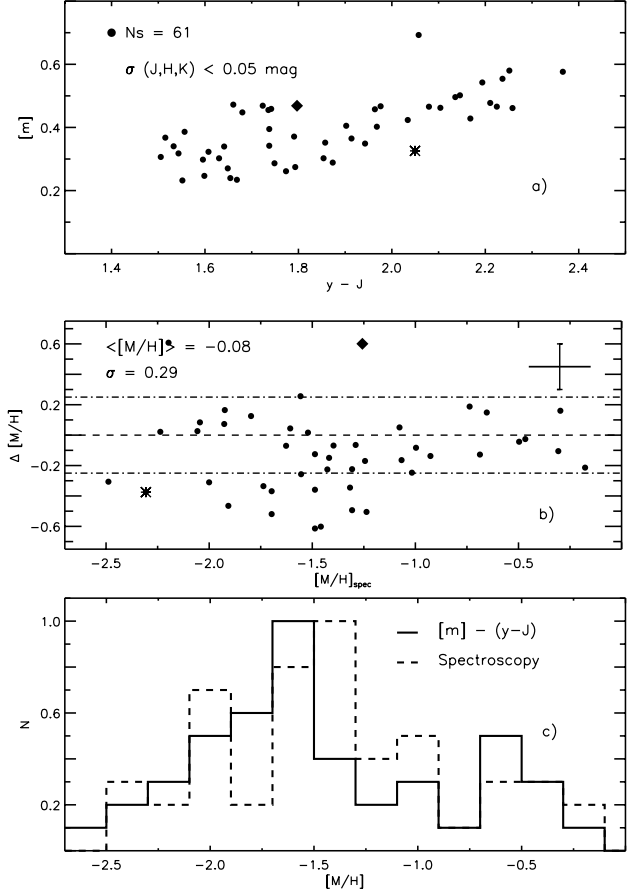 Ns = 61
σ (J,H,K) < 0.05 mag
0.6
0.4
0.2
[m]
a)
1.4 1.6 1.8 2.0 2.2 2.4
y − J
<[M/H]> = −0.08
σ = 0.29
0.6
0.2
−0.2
−0.6
Δ [M/H]
b)
−2.5 −2.0 −1.5 −1.0 −0.5
[M/H]spec
[m] − (y−J)
Spectroscopy
1.0
0.6
0.2
N
c)
−2.5 −2.0 −1.5 −1.0 −0.5
[M/H]